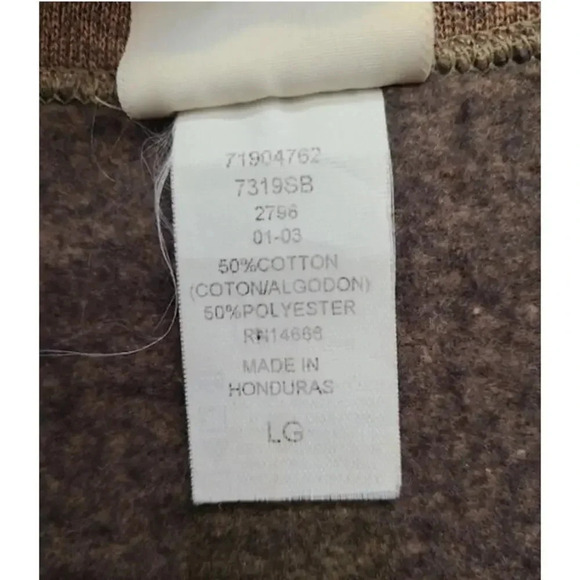 71904762
7319SB
2796
01-03
50%COTTON
(COTON/ALGODON)
50%POLYESTER
RN14666
MADE IN
HONDURAS
LG